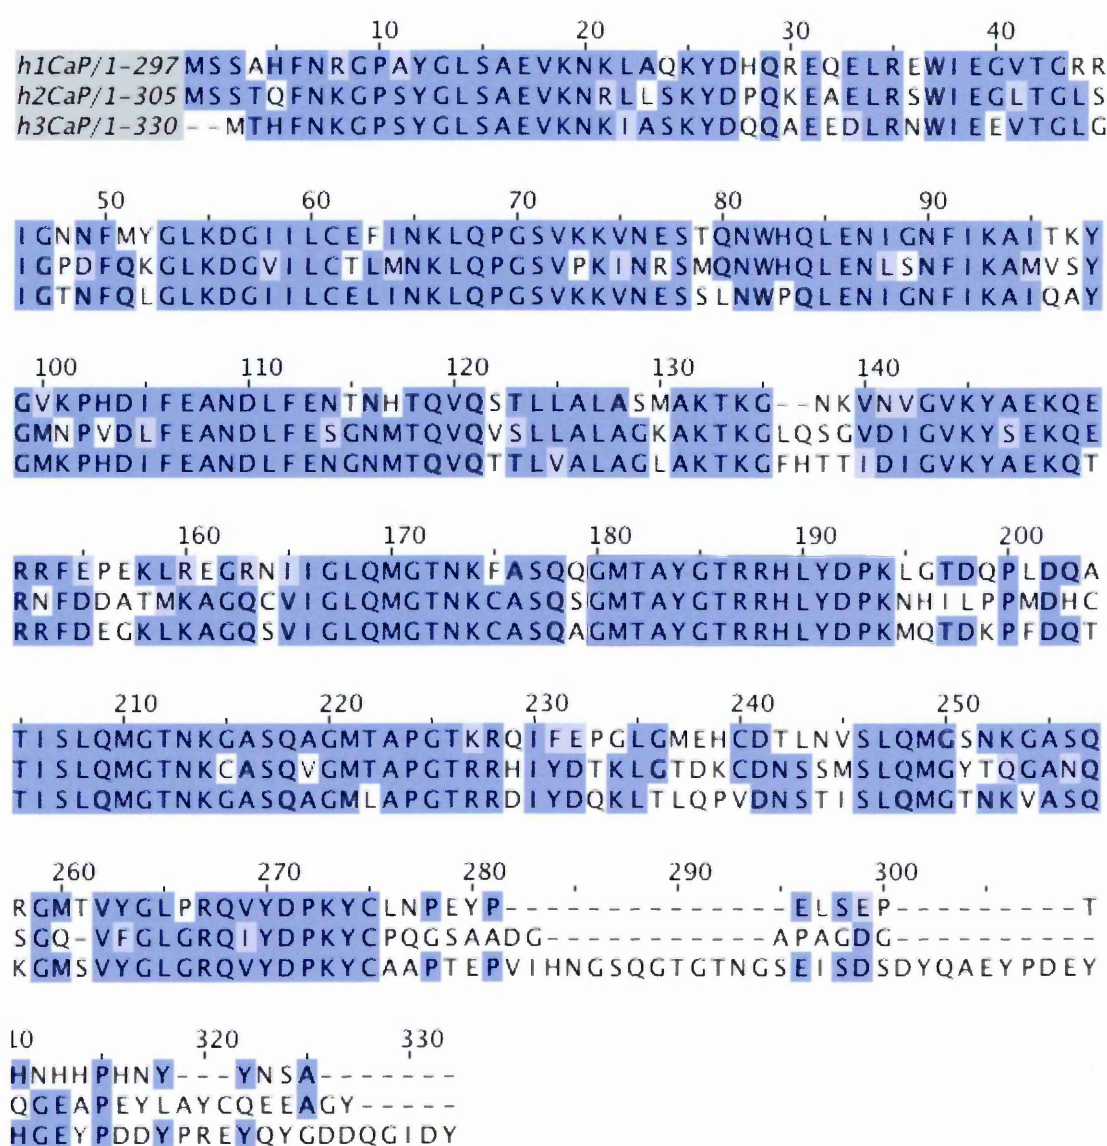 10 20 30 40
h1CaP/1-297 MSSAHFNRGPAYGLSAEVKNKLAQKYDHQREQELREWIEGVTGRR
h2CaP/1-305 MSSTQFNKGPSYGLSAEVKNRLLSKYDPQKEAELRSWIEGLTGLS
h3CaP/1-330 --MTHFNKGPSYGLSAEVKNKIASKYDQQAEEDLRNWIEEVTGLG
50 60 70 80 90
IGNNFMYGLKDGIILCEFINKLQPGSVKKVNESTQNWHQLENIGNFIKAITKY
IGPDFQKGLKDGVILCTLMNKLQPGSVPKINRSMQNWHQLENLSNFIKAMVSY
IGTNFQLGLKDGIILCELINKLQPGSVKKVNESSLNWPQLENIGNFIKAIQAY
100 110 120 130 140
GVKPHDIFEANDLFENTNHTQVQSTLLALASMAKTKG--NKVNVGVKYAEKQE
GMNPVDLFEANDLFESGNMTQVQVSLLALAGKAKTKGLQSGVDIGVKYSEKQE
GMKPHDIFEANDLFENGNMTQVQTTLVALAGLAKTKGFHTTIDIGVKYAEKQT
160 170 180 190 200
RRFEPEKLREGRNIIGLQMGTNKFASQQGMTAYGTRRHLYDPKLGTDQPLDQA
RNFDDATMKAGQCVIGLQMGTNKCASQSGMTAYGTRRHLYDPKNHILPPMDHC
RRFDEGKLKAGQSVIGLQMGTNKCASQAGMTAYGTRRHLYDPKMQTDKPFDQT
210 220 230 240 250
TISLQMGTNKGASQAGMTAPGTKRQIFEPGLGMEHCDTLNVSLQMGSNKGASQ
TISLQMGTNKCASQVGMTAPGTRRHIYDTKLGTDKCDNSSMSLQMGYTQGANQ
TISLQMGTNKGASQAGMLAPGTRRDIYDQKLTLQPVDNSTISLQMGTNKVASQ
260 270 280 290 300
RGMTVYGLPRQVYDPKYCLNPEYP--------------ELSEP---------T
SGQ-VFGLGRQIYDPKYCPQGSAADG-----------APAGDG----------
KGMSVYGLGRQVYDPKYCAAPTEPVIHNGSQGTGTNGSEISDSDYQAEYPDEY
10 320 330
HNHHPHNY---YNSA-------
QGEAPEYLAYCQEEAGY-----
HGEYPDDYPREYQYGDDQGIDY